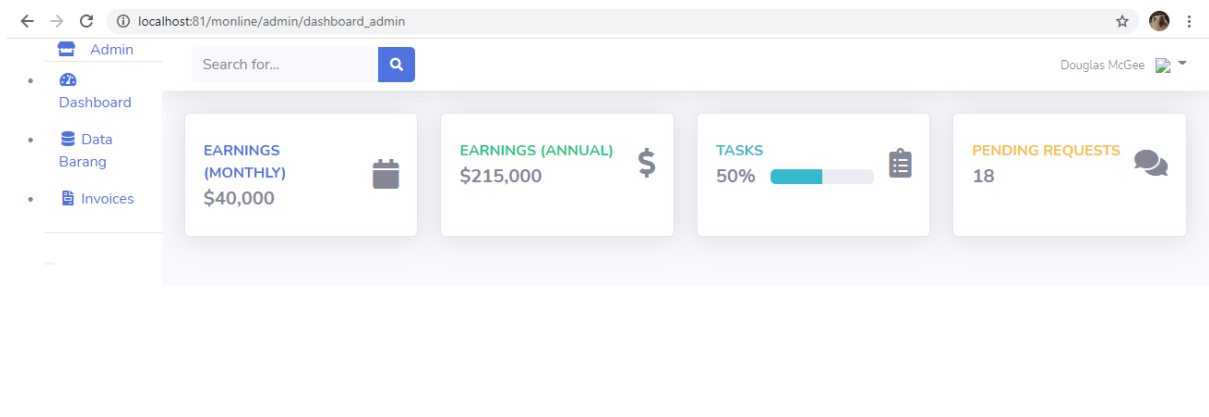 localhost:81/monline/admin/dashboard_admin
Admin
Dashboard
Data
Barang
Invoices
Search for...
Douglas McGee
EARNINGS
(MONTHLY)
$40,000
EARNINGS (ANNUAL)
$215,000
TASKS
50%
PENDING REQUESTS
18